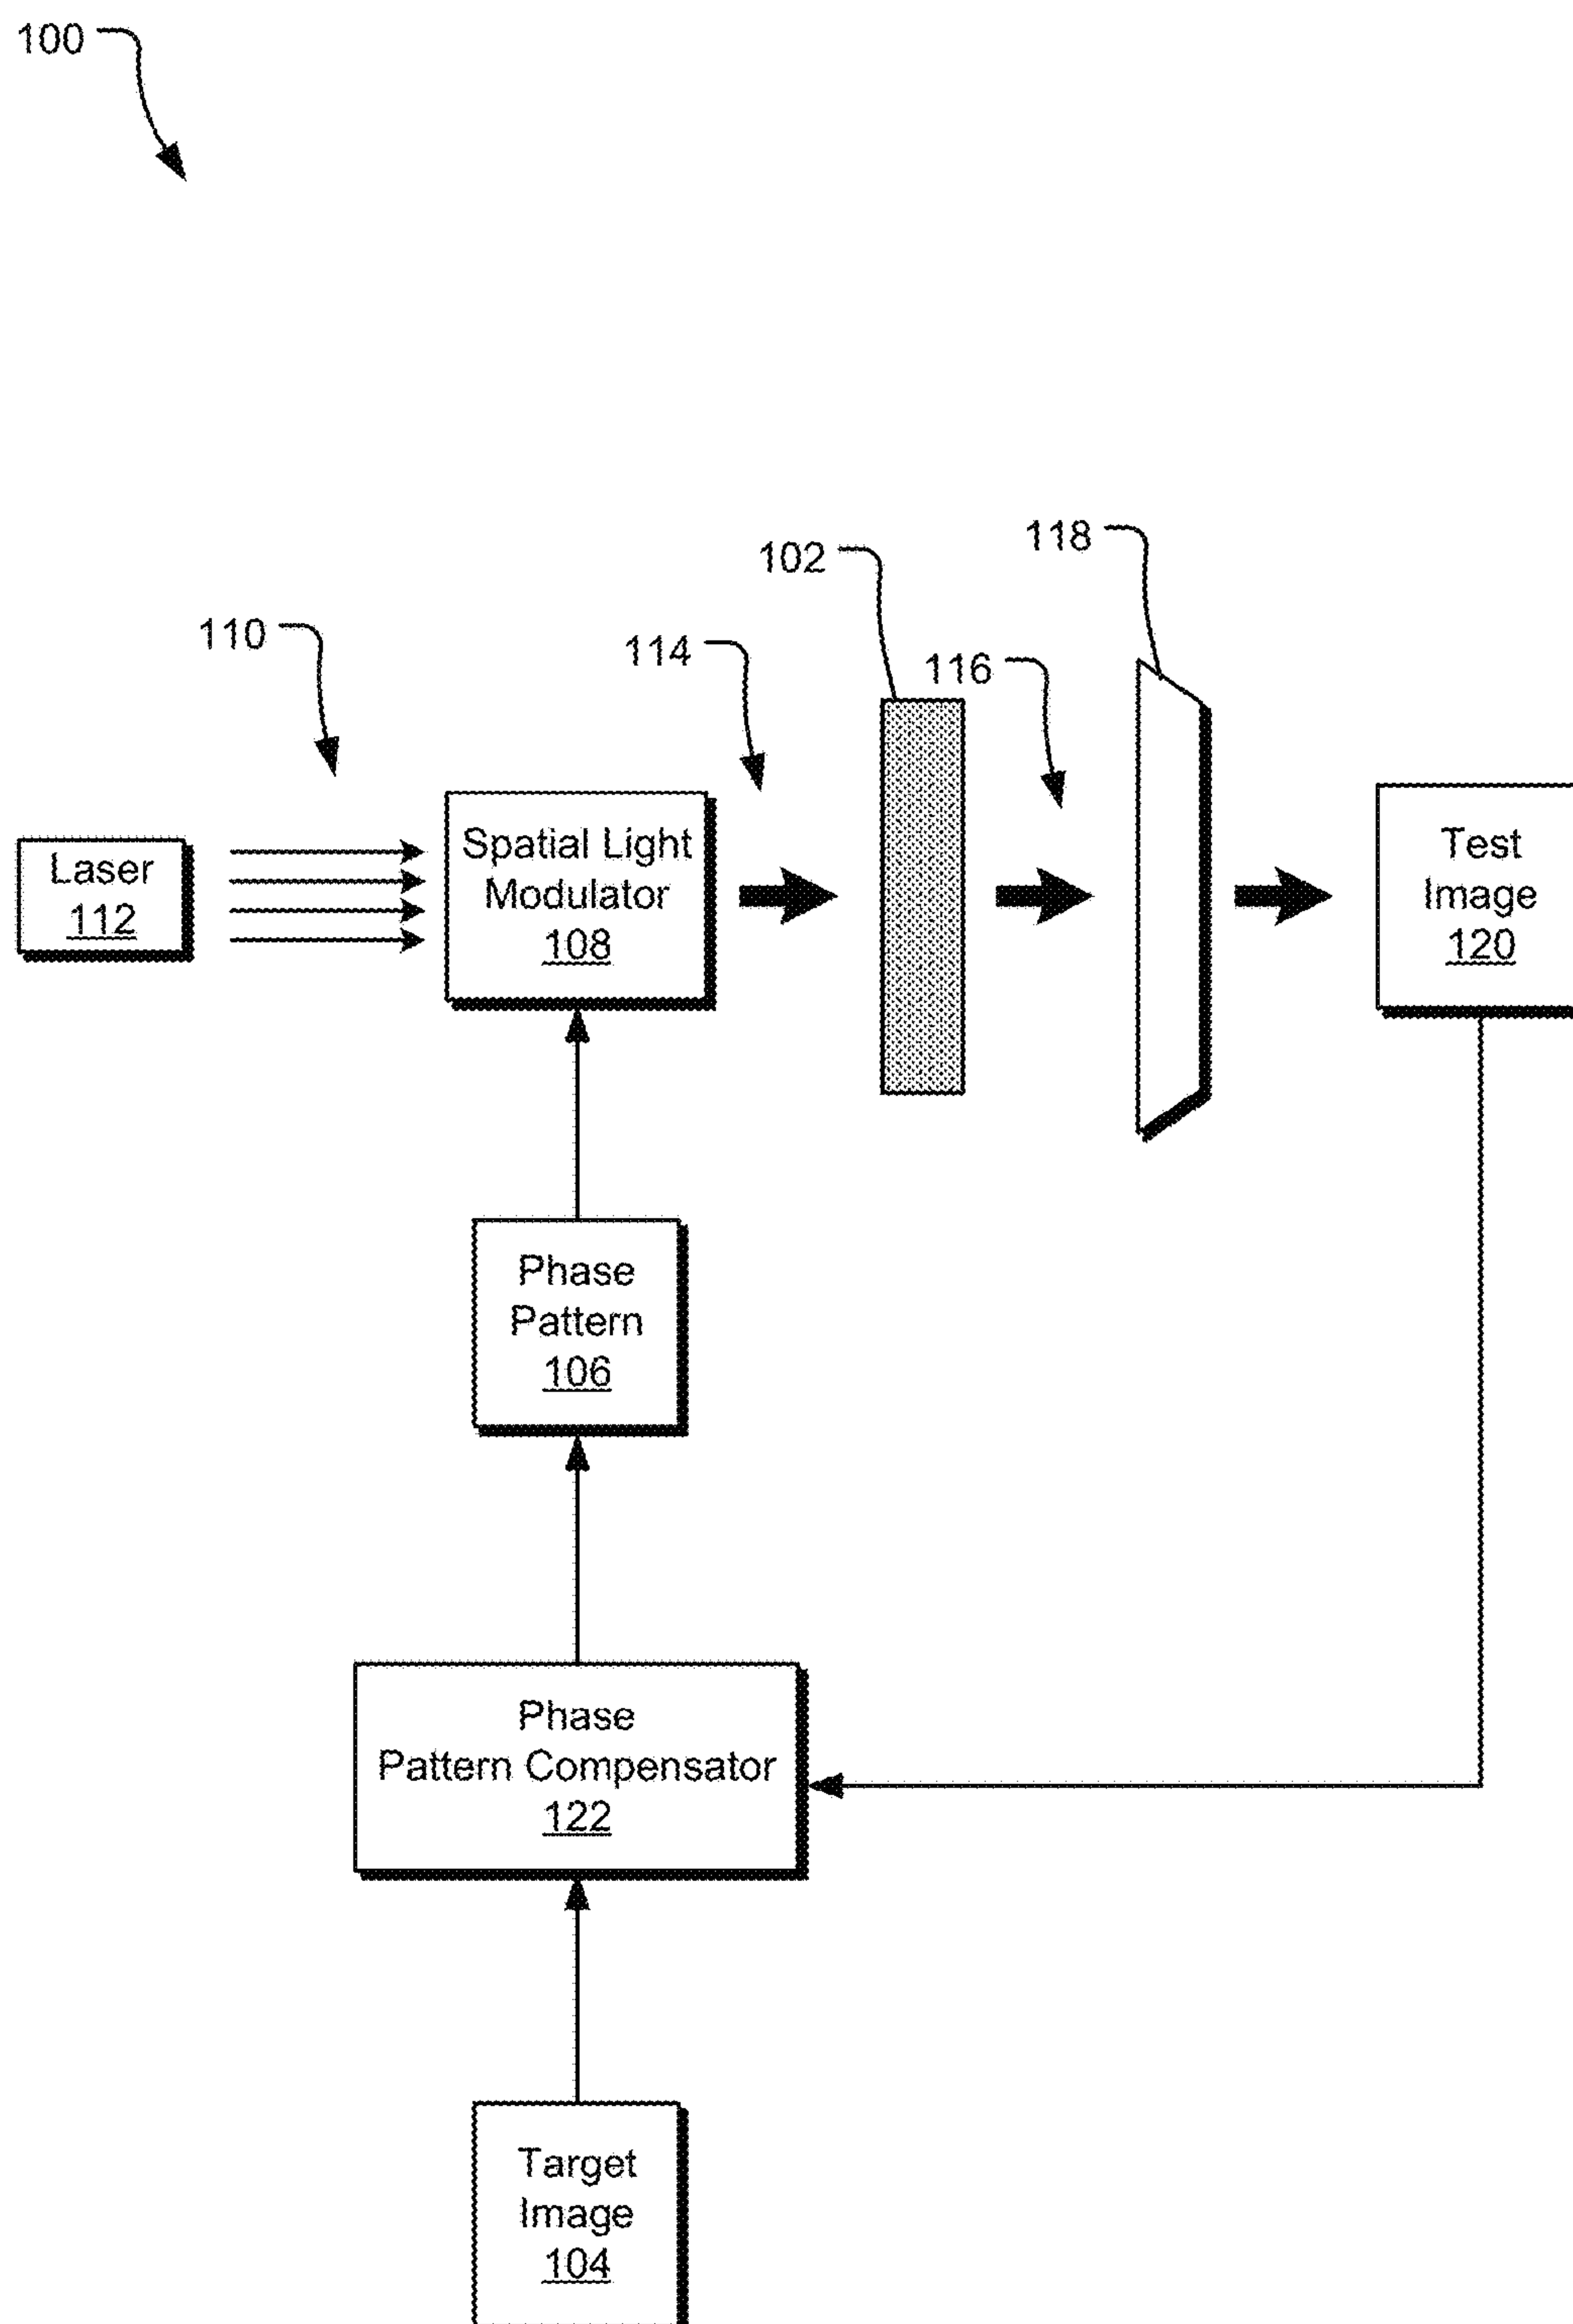 100
118
102
110
114
116
Laser
112
Spatial Light
Modulator
108
Test
Image
120
Phase
Pattern
106
Phase
Pattern Compensator
122
Target
Image
104